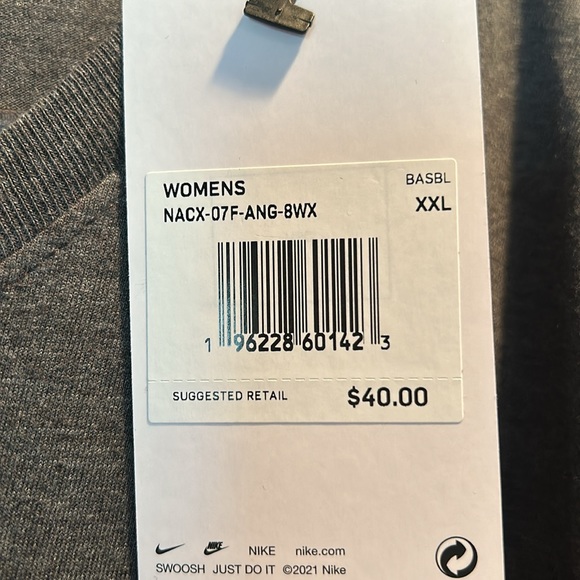 WOMENS
BASBL
NACX-07F-ANG-8WX
XXL
1 96228 60142 3
SUGGESTED RETAIL
$40.00
NIKE
NIKE nike.com
SWOOSH JUST DO IT ©2021 Nike